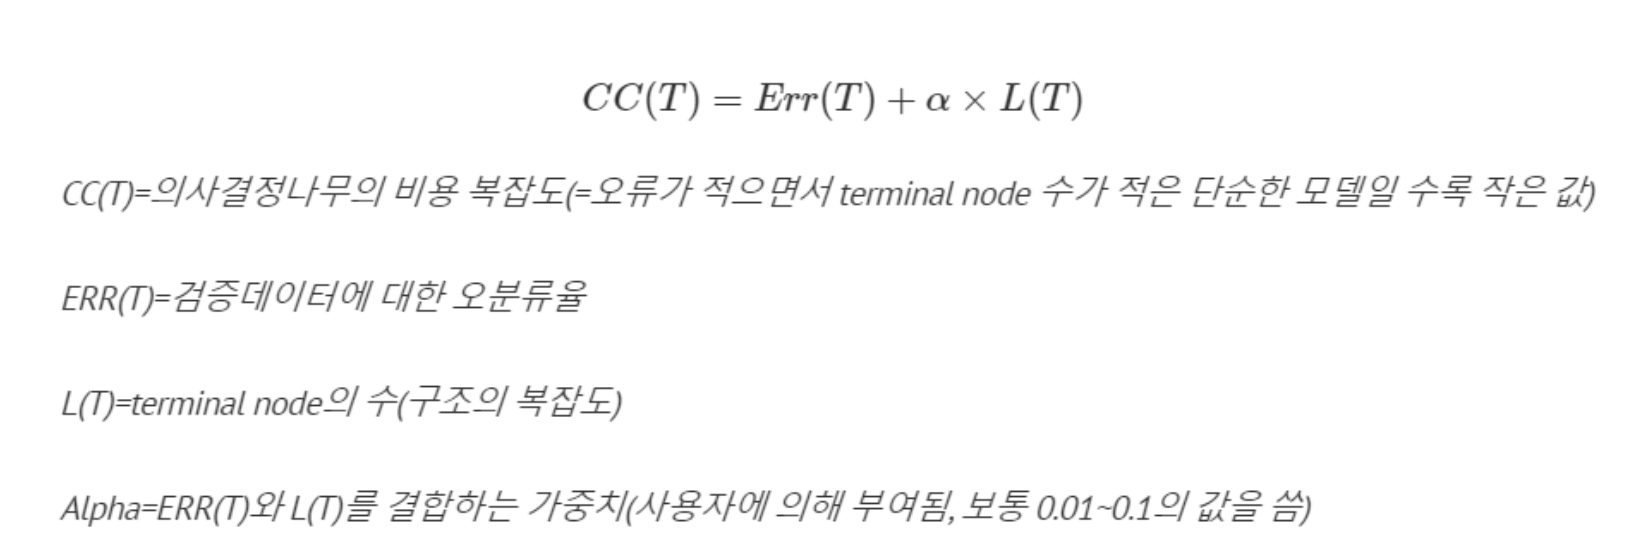 CC(T) = Err(T) + α × L(T)
CC(T)=의사결정나무의 비용 복잡도(=오류가 적으면서 terminal node 수가 적은 단순한 모델일 수록 작은 값)
ERR(T)=검증데이터에 대한 오분류율
L(T)=terminal node의 수(구조의 복잡도)
Alpha=ERR(T)와 L(T)를 결합하는 가중치(사용자에 의해 부여됨, 보통 0.01~0.1의 값을 씀)